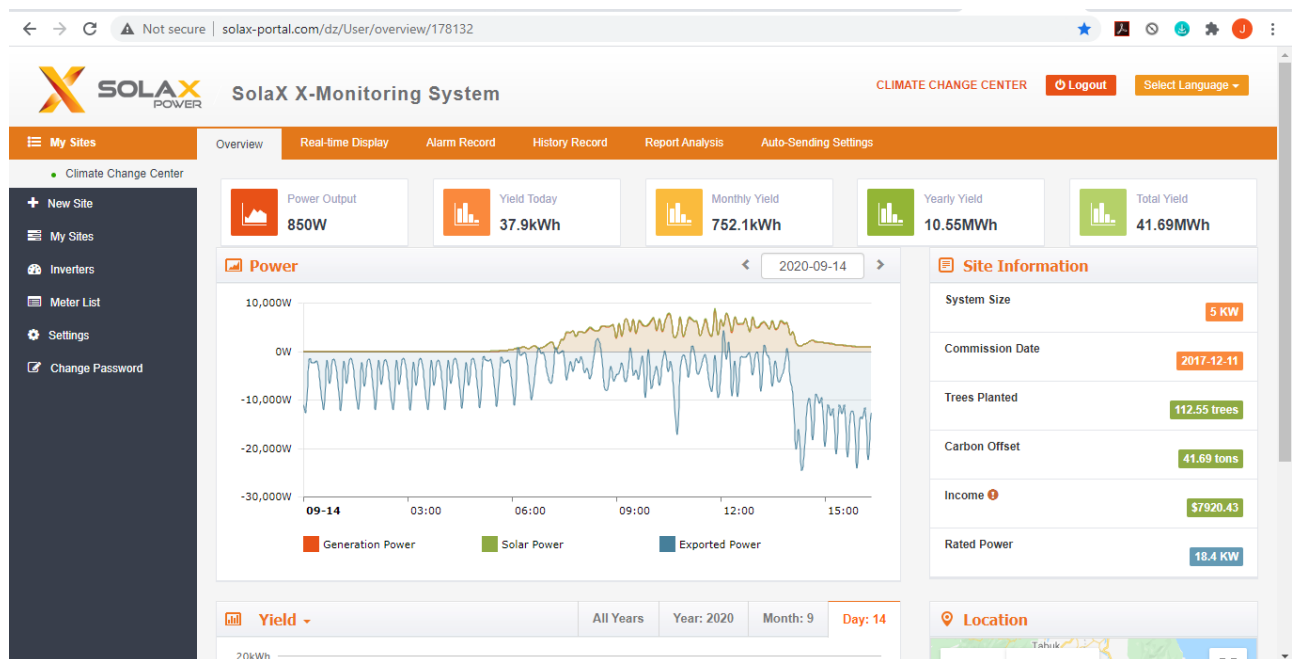 Not secure | solax-portal.com/dz/User/overview/178132
J
SOLAX
POWER
SolaX X-Monitoring System
CLIMATE CHANGE CENTER
Logout
Select Language
My Sites
Overview
Real-time Display
Alarm Record
History Record
Report Analysis
Auto-Sending Settings
Climate Change Center
New Site
My Sites
Inverters
Meter List
Settings
Change Password
Power Output
850W
Yield Today
37.9kWh
Monthly Yield
752.1kWh
Yearly Yield
10.55MWh
Total Yield
41.69MWh
Power
2020-09-14
10,000W
0W
-10,000W
-20,000W
-30,000W
09-14
03:00
06:00
09:00
12:00
15:00
Generation Power
Solar Power
Exported Power
Site Information
System Size
5 KW
Commission Date
2017-12-11
Trees Planted
112.55 trees
Carbon Offset
41.69 tons
Income
$7920.43
Rated Power
18.4 KW
Yield
All Years
Year: 2020
Month: 9
Day: 14
20kWh
Location
Tabuk